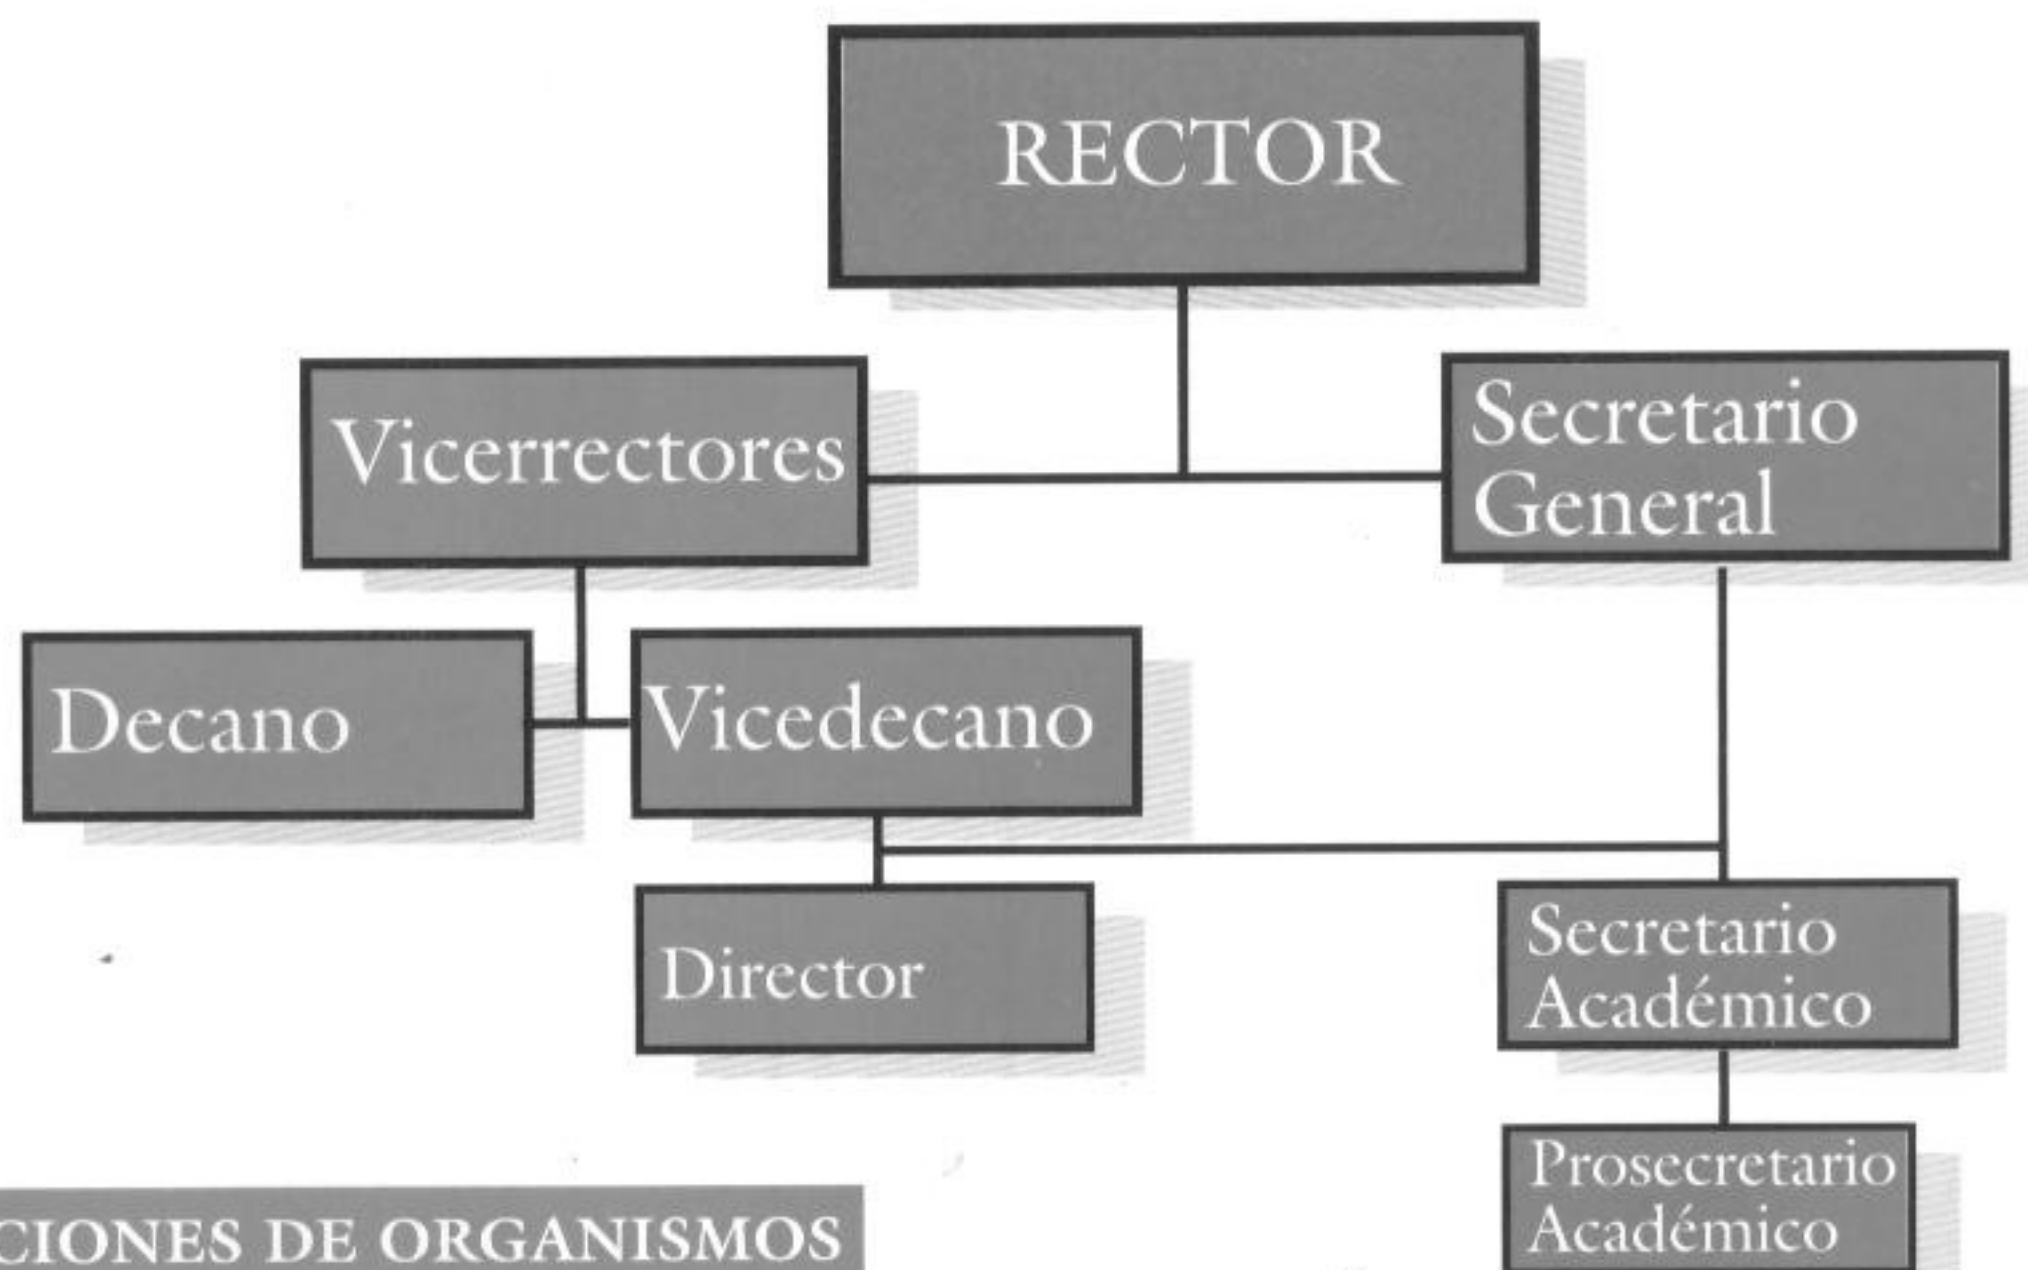 RECTOR
Vicerrectores
Secretario
General
Decano
Vicedecano
Director
Secretario
Académico
Prosecretario
Académico
CIONES DE ORGANISMOS